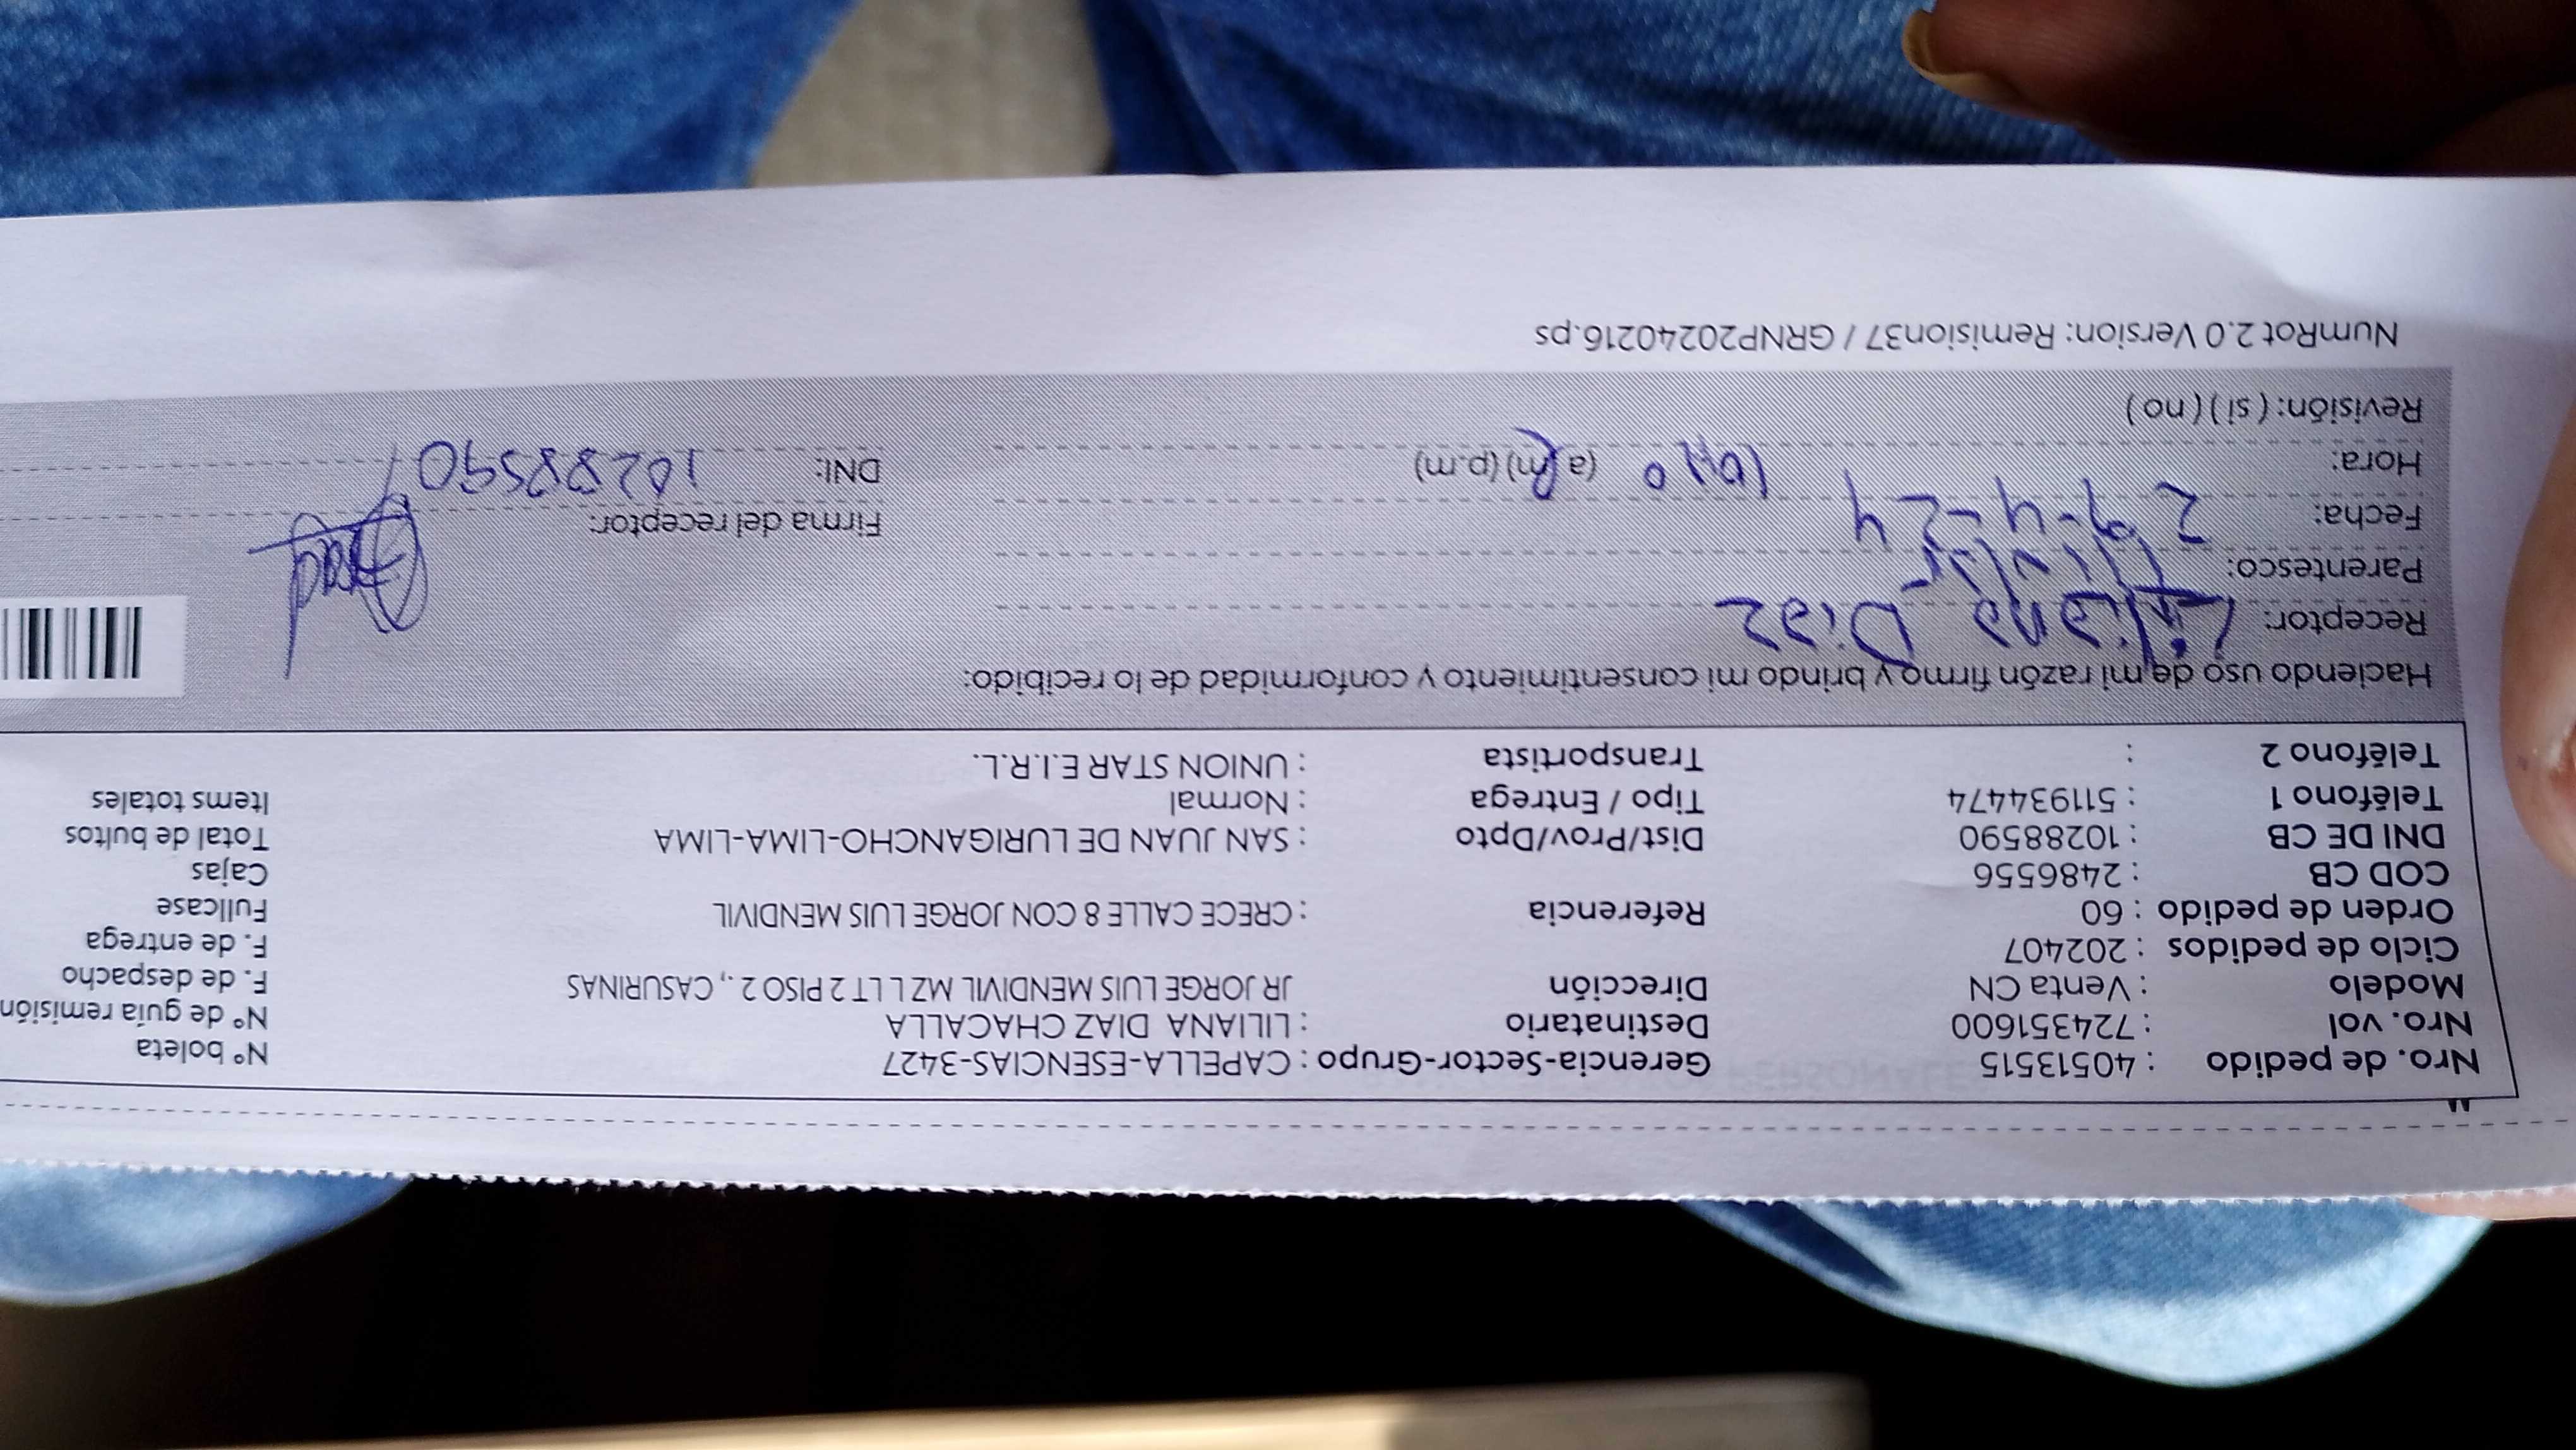 Nro. de pedido : 40513515 Gerencia-Sector-Grupo : CAPELLA-ESENCIAS-3427 Nº boleta
Nro. vol : 724351600 Destinatario : LILIANA DIAZ CHACALLA Nº de guía remisión
Modelo : Venta CN Dirección JR JORGE LUIS MENDIVIL MZ L LT 2 PISO 2 ., CASURINAS F. de despacho
Ciclo de pedidos : 202407 F. de entrega
Orden de pedido : 60 Referencia : CRECE CALLE 8 CON JORGE LUIS MENDIVIL Fullcase
COD CB : 2486556 Cajas
DNI DE CB : 10288590 Dist/Prov/Dpto : SAN JUAN DE LURIGANCHO-LIMA-LIMA Total de bultos
Teléfono 1 : 511934474 Tipo / Entrega : Normal Items totales
Teléfono 2 : Transportista : UNION STAR E.I.R.L.
Haciendo uso de mi razón firmo y brindo mi consentimiento y conformidad de lo recibido:
Receptor: Liliana Diaz
Parentesco: Titular Firma del receptor:
Fecha: 29-4-24
Hora: (a.m) (p.m) DNI: 10288590
Revisión: ( si ) ( no )
NumRot 2.0 Version: Remision37 / GRNP20240216.ps